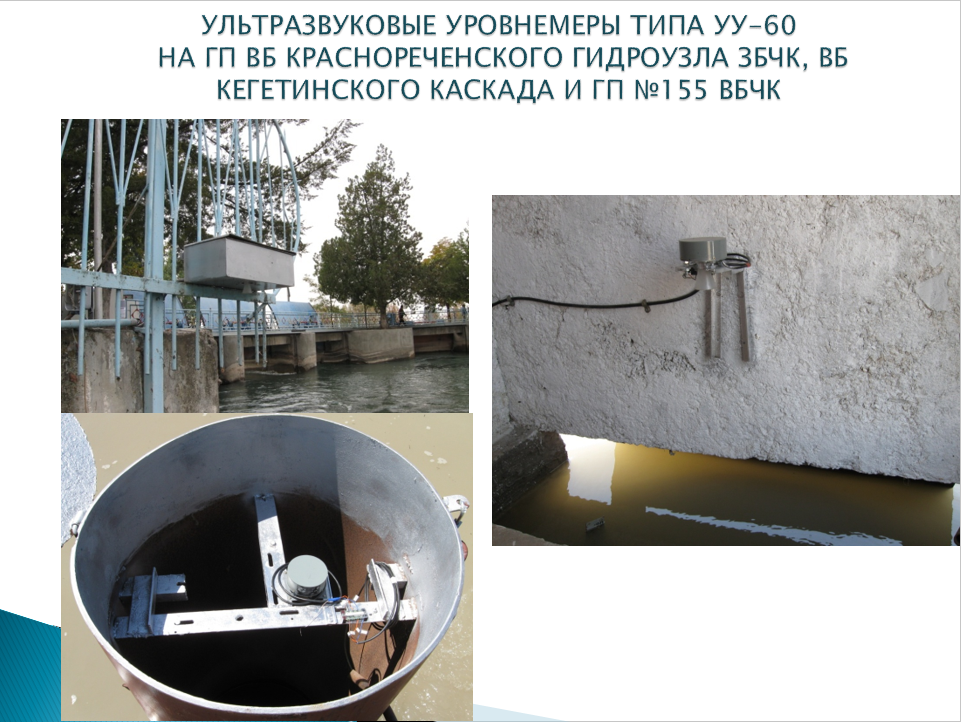 УЛЬТРАЗВУКОВЫЕ УРОВНЕМЕРЫ ТИПА УУ-60
НА ГП ВБ КРАСНОРЕЧЕНСКОГО ГИДРОУЗЛА ЗБЧК, ВБ
КЕГЕТИНСКОГО КАСКАДА И ГП №155 ВБЧК